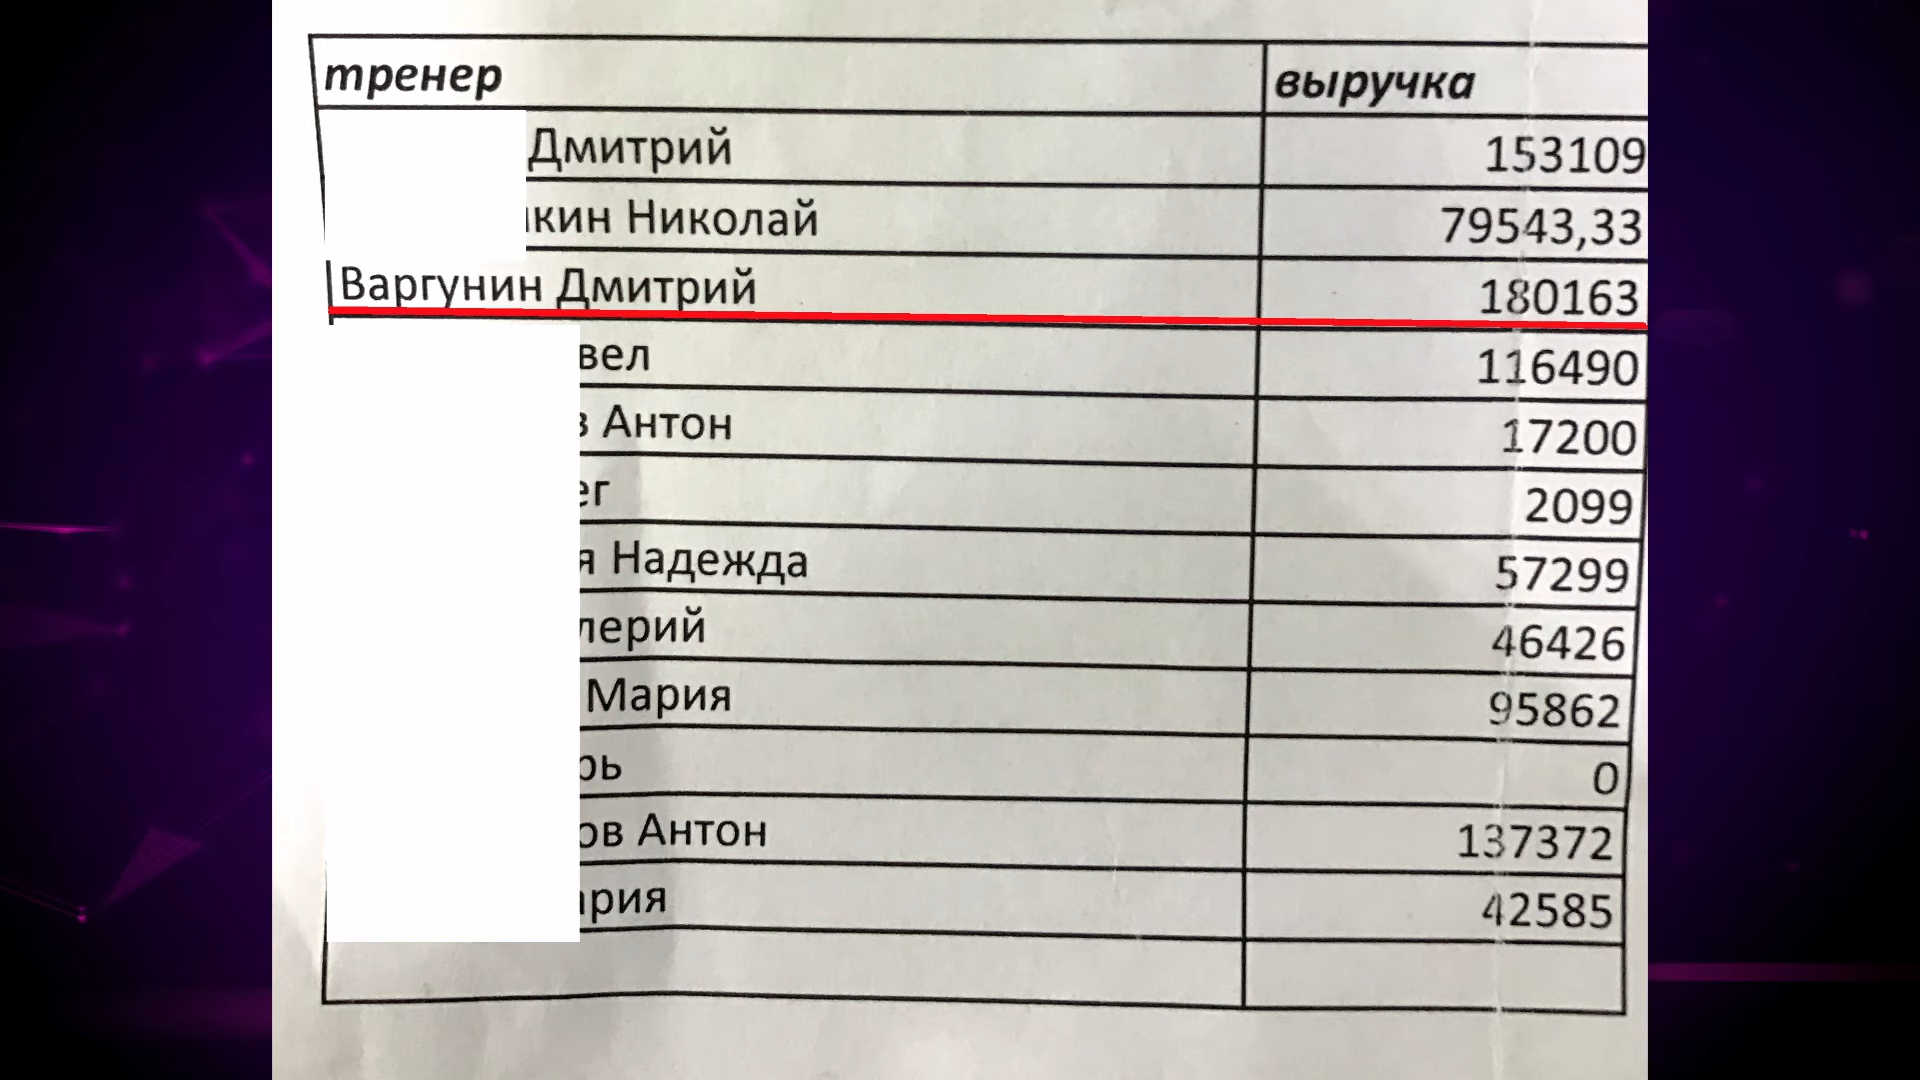 тренер выручка
Дмитрий 153109
кин Николай 79543,33
Варгунин Дмитрий 180163
вел 116490
в Антон 17200
ег 2099
я Надежда 57299
лерий 46426
Мария 95862
рь 0
ов Антон 137372
ария 42585